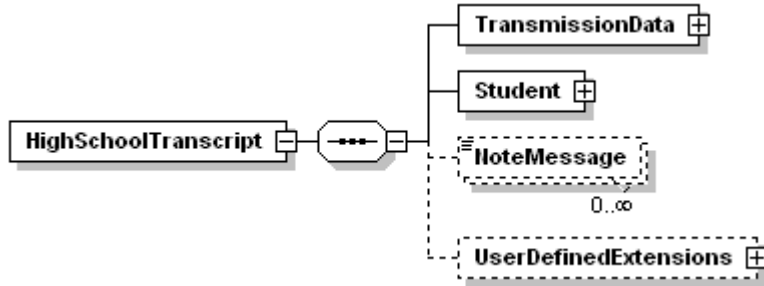 TransmissionData
Student
HighSchoolTranscript
NoteMessage
0..∞
UserDefinedExtensions